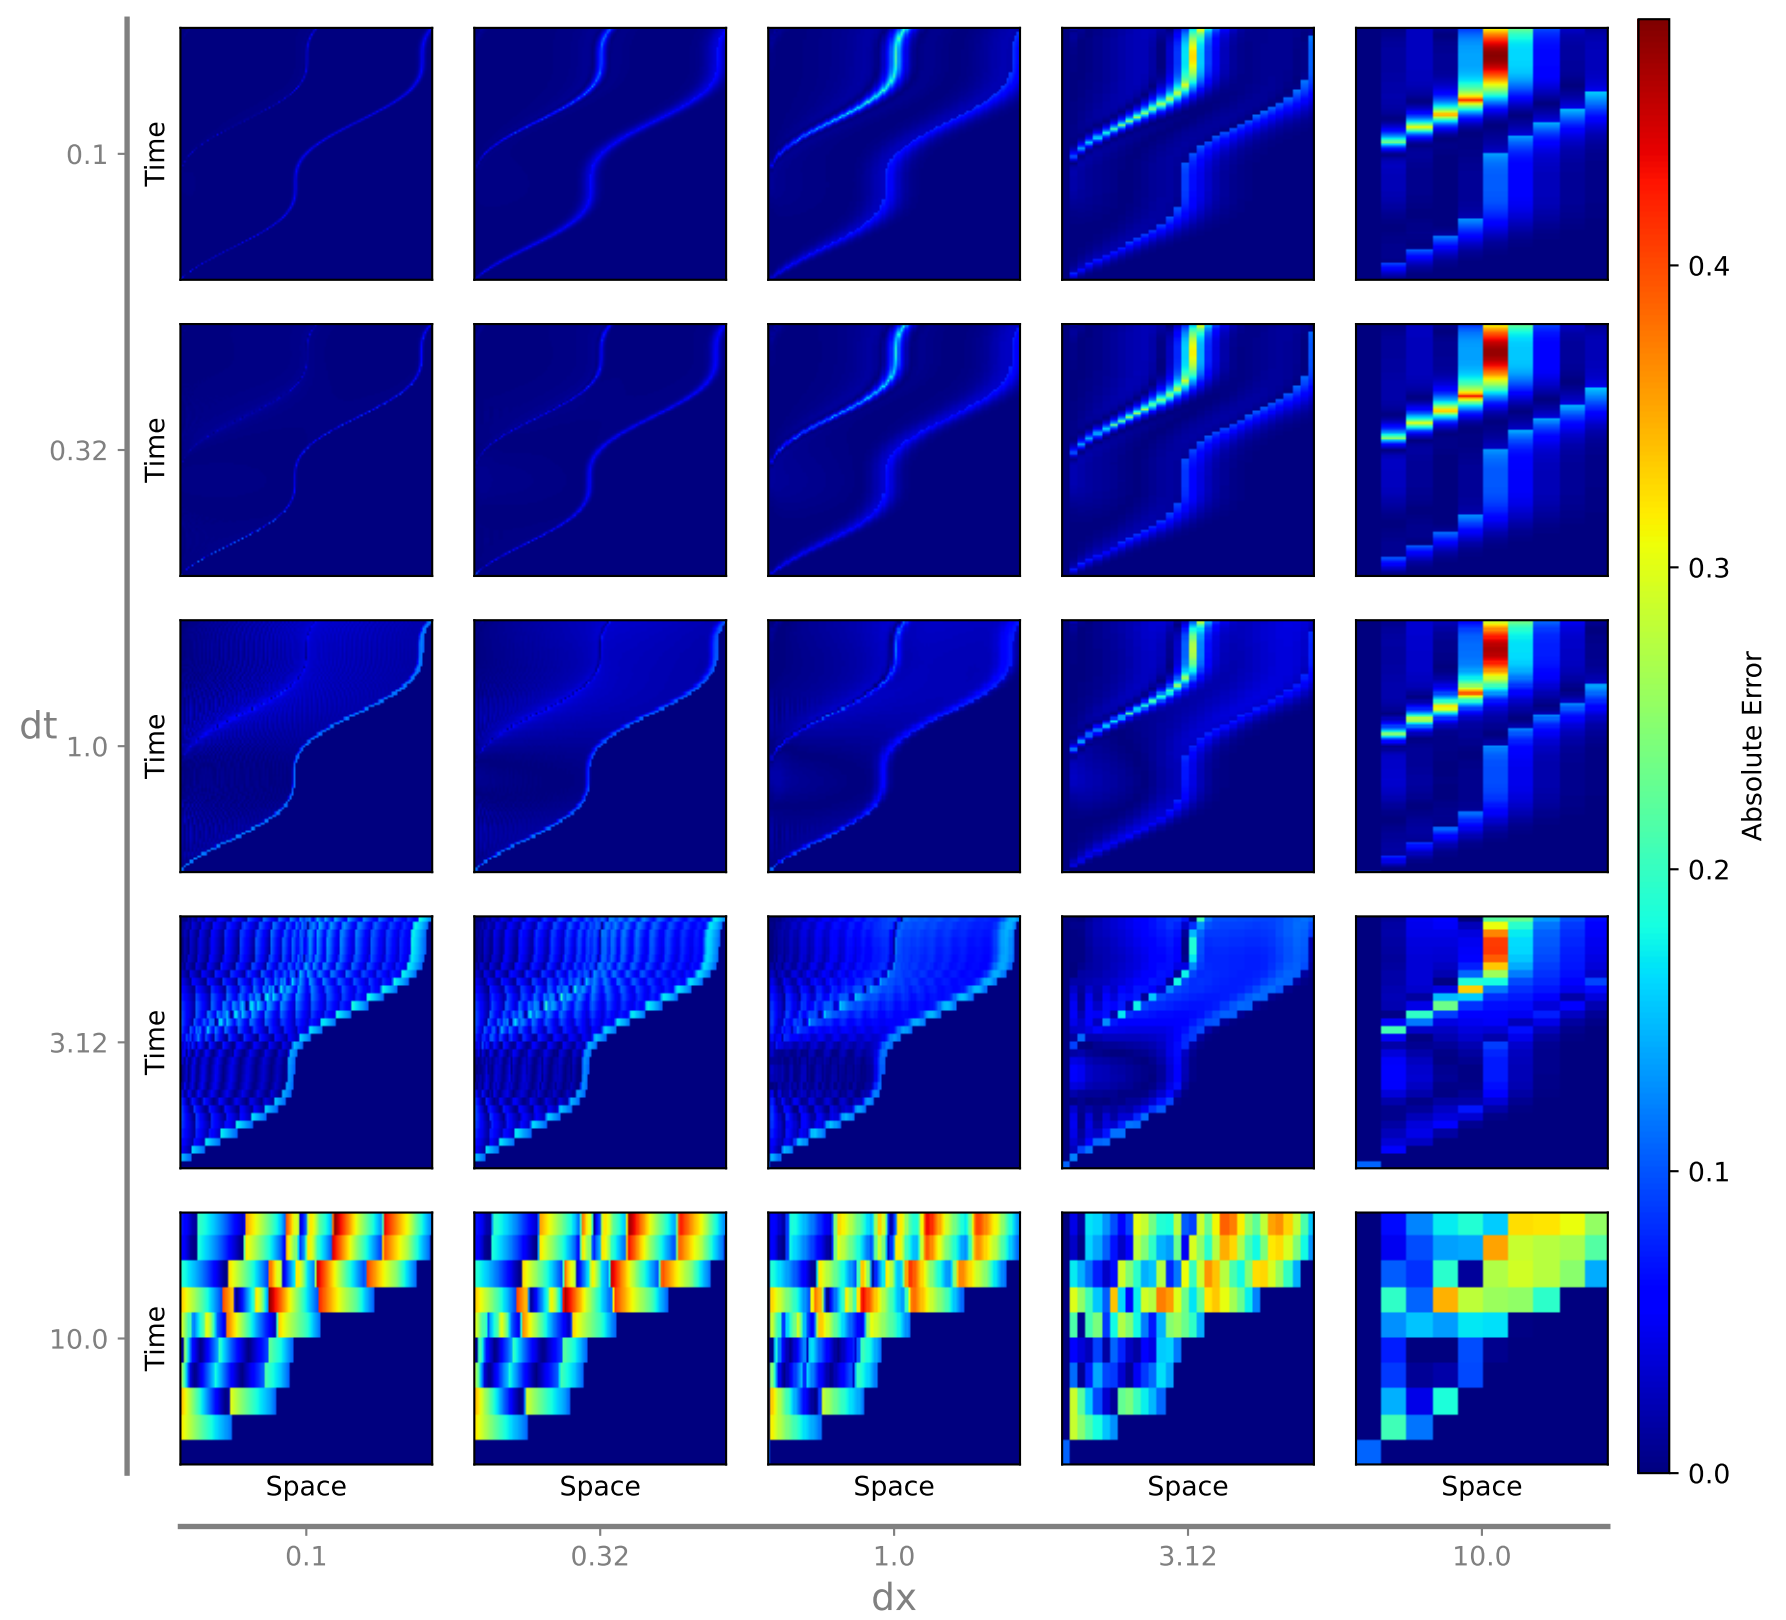 Time
0.1
0.4
Time
0.32
0.3
dt
Time
1.0
Absolute Error
0.2
Time
3.12
0.1
Time
10.0
0.0
Space Space Space Space Space
0.1 0.32 1.0 3.12 10.0
dx